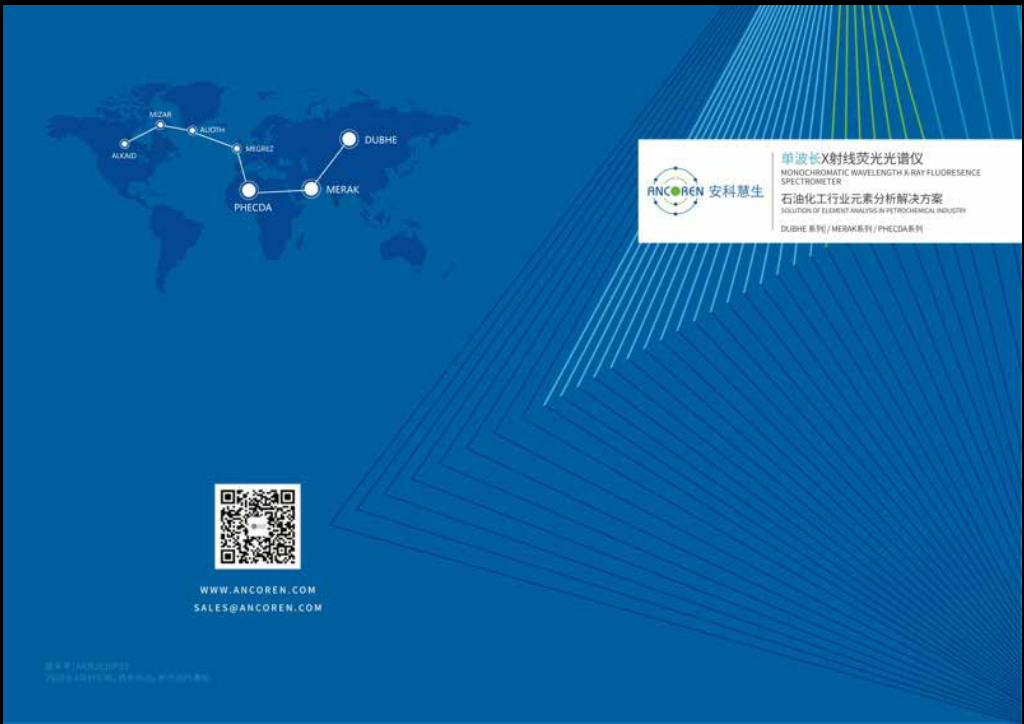 MIZAR
ALIOTH
ALKAID
MEGREZ
DUBHE
MERAK
PHECDA
ANCOREN 安科慧生
单波长X射线荧光光谱仪
MONOCHROMATIC WAVELENGTH X-RAY FLUORESENCE
SPECTROMETER
石油化工行业元素分析解决方案
SOLUTION OF ELEMENT ANALYSIS IN PETROCHEMICAL INDUSTRY
DUBHE 系列 / MERAK系列 / PHECDA系列
WWW.ANCOREN.COM
SALES@ANCOREN.COM